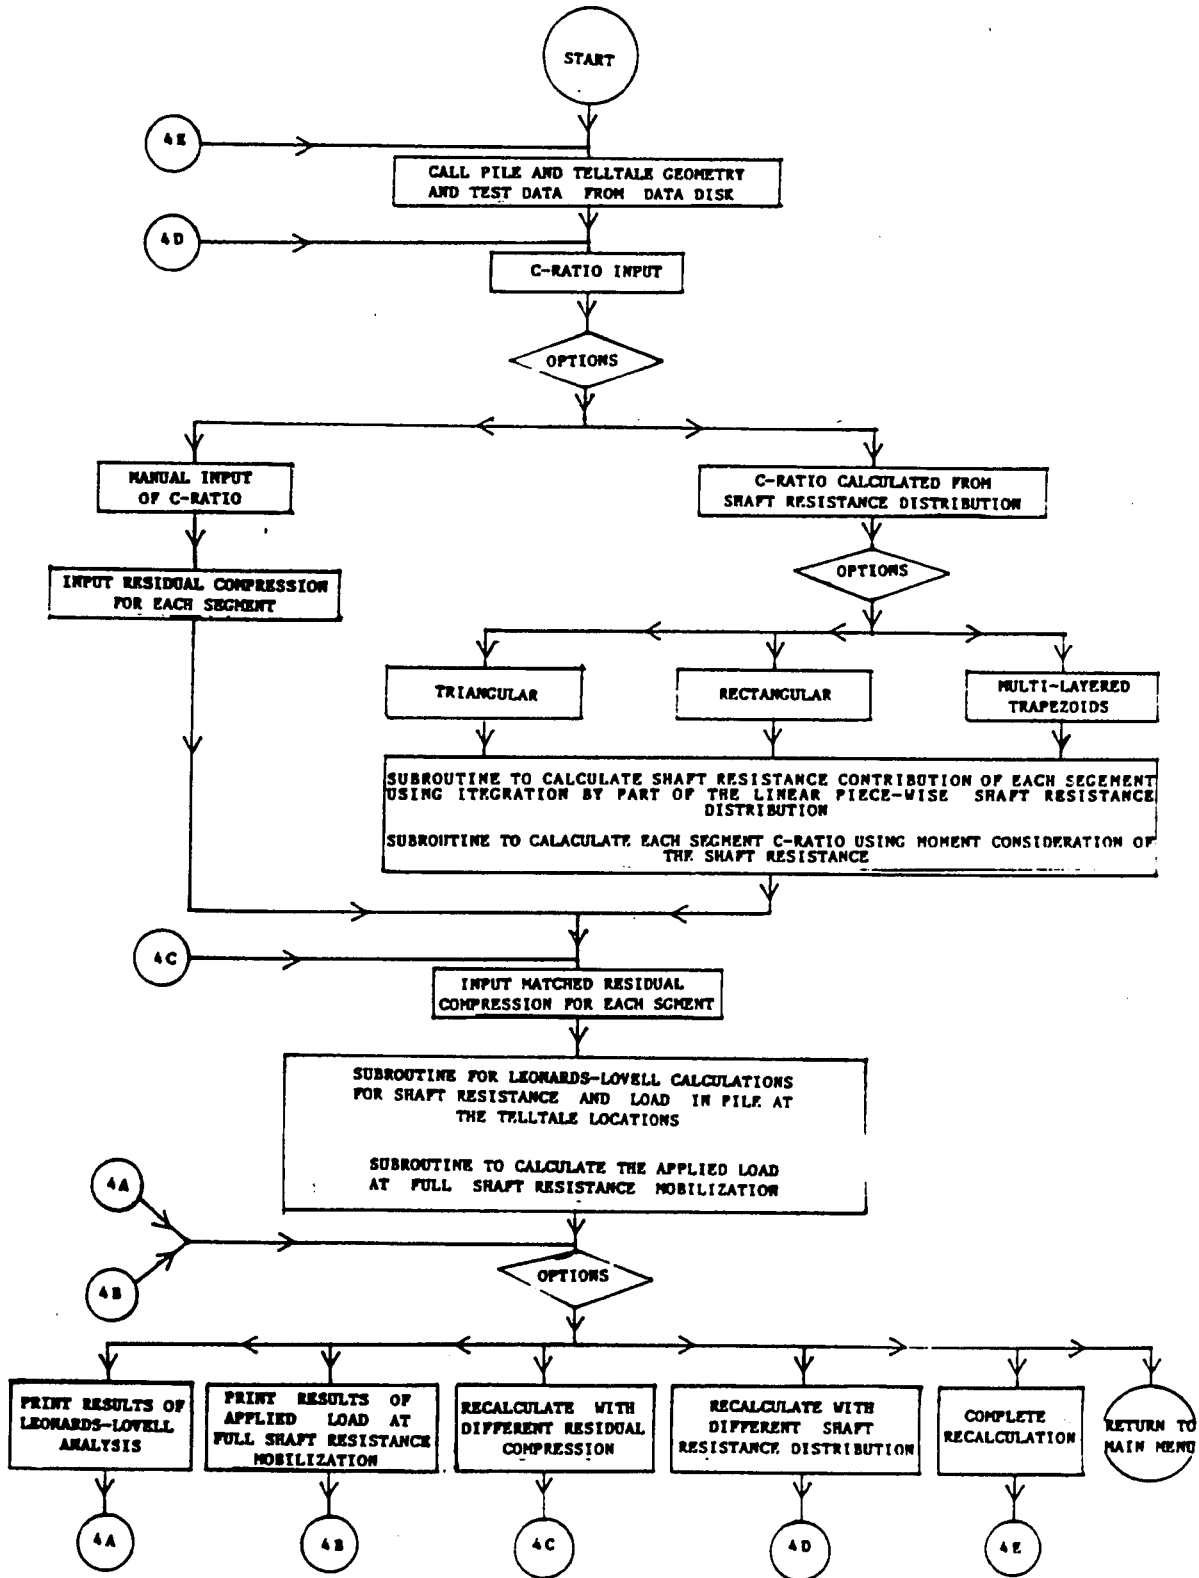 START
4E
CALL PILE AND TELLTALE GEOMETRY
AND TEST DATA FROM DATA DISK
4D
C-RATIO INPUT
OPTIONS
MANUAL INPUT
OF C-RATIO
C-RATIO CALCULATED FROM
SHAFT RESISTANCE DISTRIBUTION
INPUT RESIDUAL COMPRESSION
FOR EACH SEGMENT
OPTIONS
TRIANGULAR
RECTANGULAR
MULTI-LAYERED
TRAPEZOIDS
SUBROUTINE TO CALCULATE SHAFT RESISTANCE CONTRIBUTION OF EACH SEGEMENT
USING ITEGRATION BY PART OF THE LINEAR PIECE-WISE SHAFT RESISTANCE
DISTRIBUTION
SUBROUTINE TO CALACULATE EACH SEGMENT C-RATIO USING MOMENT CONSIDERATION OF
THE SHAFT RESISTANCE
4C
INPUT MATCHED RESIDUAL
COMPRESSION FOR EACH SGMENT
SUBROUTINE FOR LEONARDS-LOVELL CALCULATIONS
FOR SHAFT RESISTANCE AND LOAD IN PILE AT
THE TELLTALE LOCATIONS
SUBROUTINE TO CALCULATE THE APPLIED LOAD
AT FULL SHAFT RESISTANCE MOBILIZATION
4A
4B
OPTIONS
PRINT RESULTS OF
LEONARDS-LOVELL
ANALYSIS
PRINT RESULTS OF
APPLIED LOAD AT
FULL SHAFT RESISTANCE
MOBILIZATION
RECALCULATE WITH
DIFFERENT RESIDUAL
COMPRESSION
RECALCULATE WITH
DIFFERENT SHAFT
RESISTANCE DISTRIBUTION
COMPLETE
RECALCULATION
RETURN TO
MAIN MENU
4A
4B
4C
4D
4E